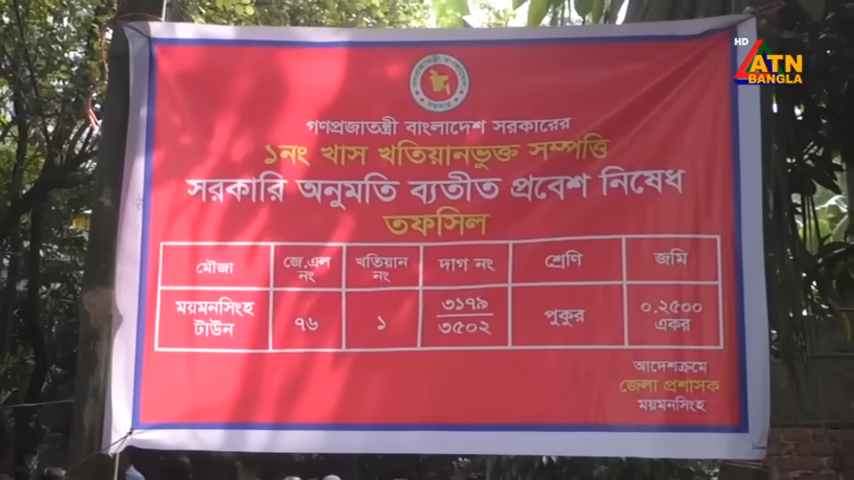 HD
ATN
BANGLA
গণপ্রজাতন্ত্রী বাংলাদেশ সরকারের
১নং খাস খতিয়ানভুক্ত সম্পত্তি
সরকারি অনুমতি ব্যতীত প্রবেশ নিষেধ
তফসিল
মৌজা জে.এল নং খতিয়ান নং দাগ নং শ্রেণি জমি
ময়মনসিংহ টাউন ৭৬ ১ ৩১৭৯ ৩৫০২ পুকুর ০.২৫০০ একর
আদেশক্রমে
জেলা প্রশাসক
ময়মনসিংহ